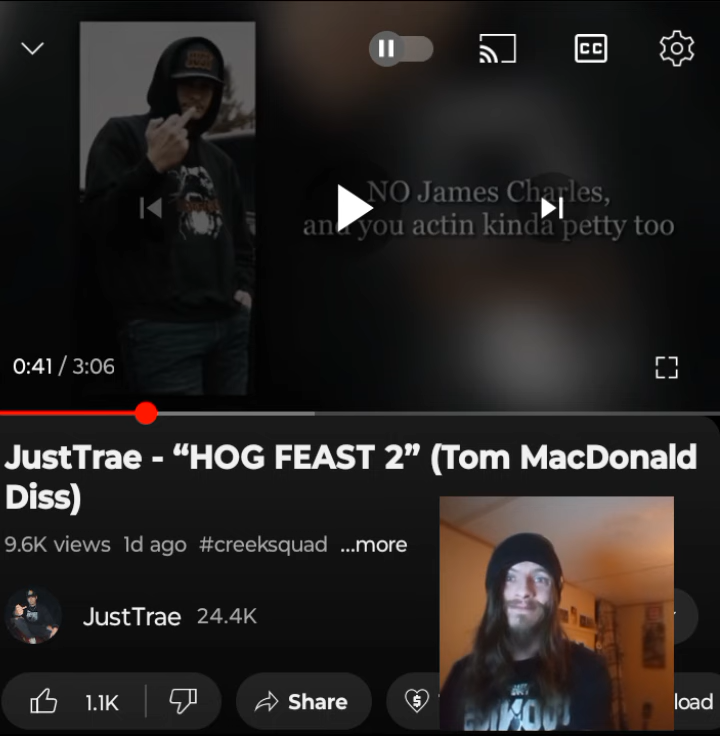 CC
NO James Charles,
and you actin kinda petty too
0:41 / 3:06
JustTrae - “HOG FEAST 2” (Tom MacDonald
Diss)
9.6K views 1d ago #creeksquad ...more
JustTrae 24.4K
1.1K Share load